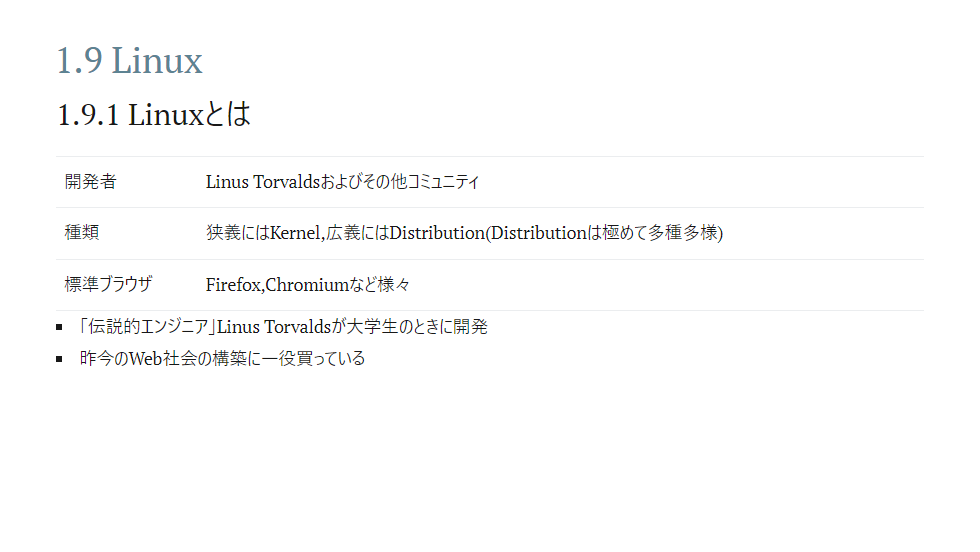 1.9 Linux
1.9.1 Linuxとは
開発者 Linus Torvaldsおよびその他コミュニティ
種類 狭義にはKernel,広義にはDistribution(Distributionは極めて多種多様)
標準ブラウザ Firefox,Chromiumなど様々
▪ 「伝説的エンジニア」Linus Torvaldsが大学生のときに開発
▪ 昨今のWeb社会の構築に一役買っている